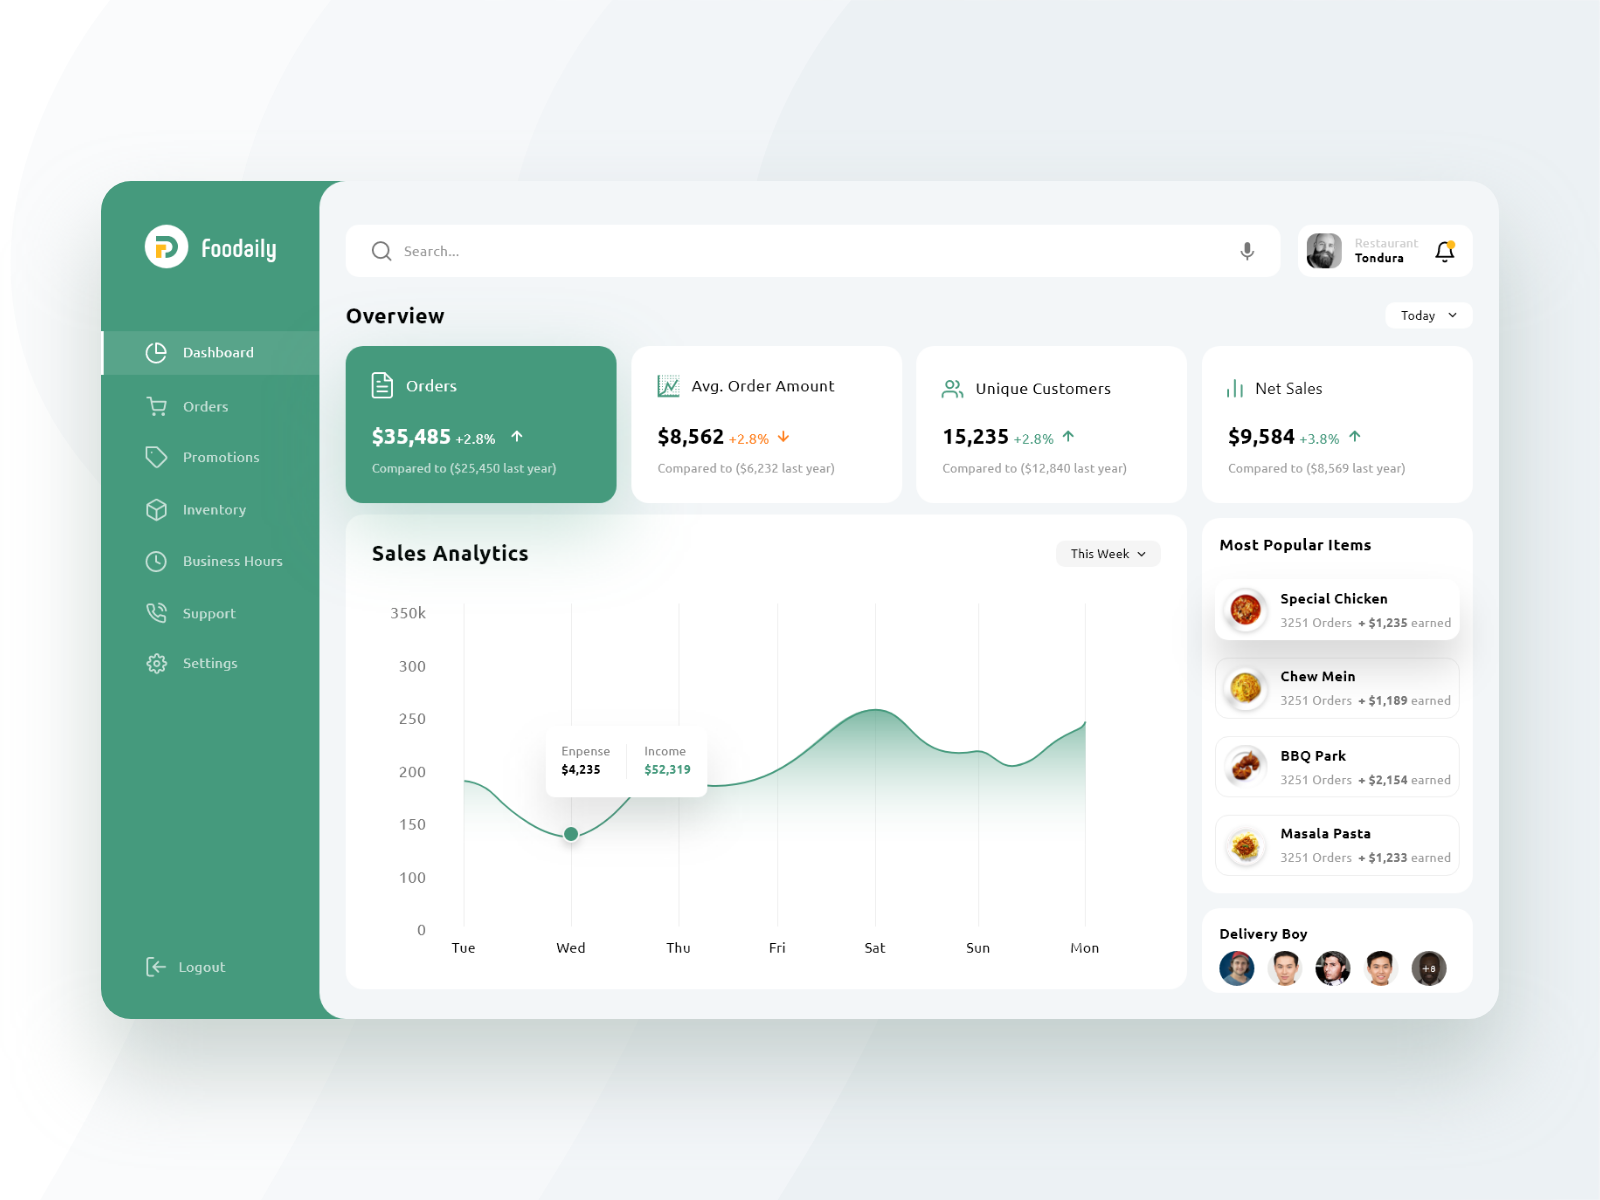 Foodaily
Dashboard
Orders
Promotions
Inventory
Business Hours
Support
Settings
Logout
Search...
Restaurant
Tondura
Overview
Today
Orders
$35,485 +2.8%
Compared to ($25,450 last year)
Avg. Order Amount
$8,562 +2.8%
Compared to ($6,232 last year)
Unique Customers
15,235 +2.8%
Compared to ($12,840 last year)
Net Sales
$9,584 +3.8%
Compared to ($8,569 last year)
Sales Analytics
This Week
350k
300
250
200
150
100
0
Enpense
$4,235
Income
$52,319
Tue Wed Thu Fri Sat Sun Mon
Most Popular Items
Special Chicken
3251 Orders + $1,235 earned
Chew Mein
3251 Orders + $1,189 earned
BBQ Park
3251 Orders + $2,154 earned
Masala Pasta
3251 Orders + $1,233 earned
Delivery Boy
+8